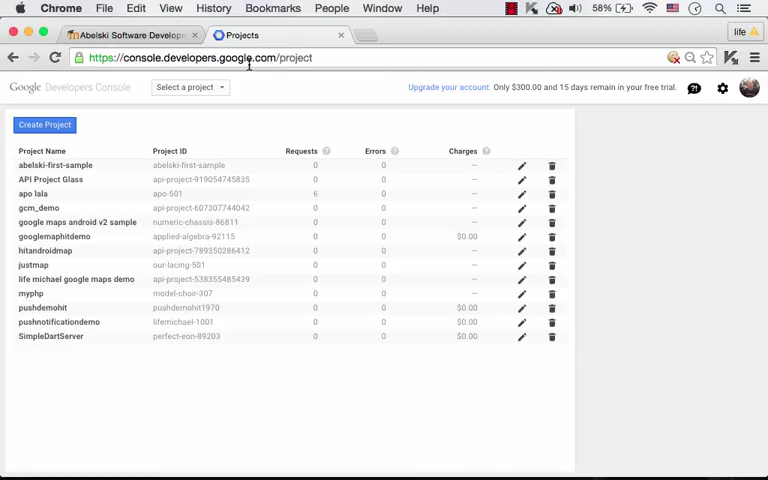 Chrome File Edit View History Bookmarks People Window Help 58%
Abelski Software Developm Projects life
https://console.developers.google.com/project
Google Developers Console Select a project Upgrade your account. Only $300.00 and 15 days remain in your free trial.
Create Project
Project Name Project ID Requests Errors Charges
abelski-first-sample abelski-first-sample 0 0 —
API Project Glass api-project-919054745835 0 0 —
apo lala apo-501 6 0 —
gcm_demo api-project-607307744042 0 0 —
google maps android v2 sample numeric-chassis-86811 0 0 —
googlemaphitdemo applied-algebra-92115 0 0 $0.00
hitandroidmap api-project-789350286412 0 0 —
justmap our-lacing-501 0 0 —
life michael google maps demo api-project-538355485439 0 0 —
myphp model-choir-307 0 0 —
pushdemohit pushdemohit1970 0 0 $0.00
pushnotificationdemo lifemichael-1001 0 0 $0.00
SimpleDartServer perfect-eon-89203 0 0 $0.00